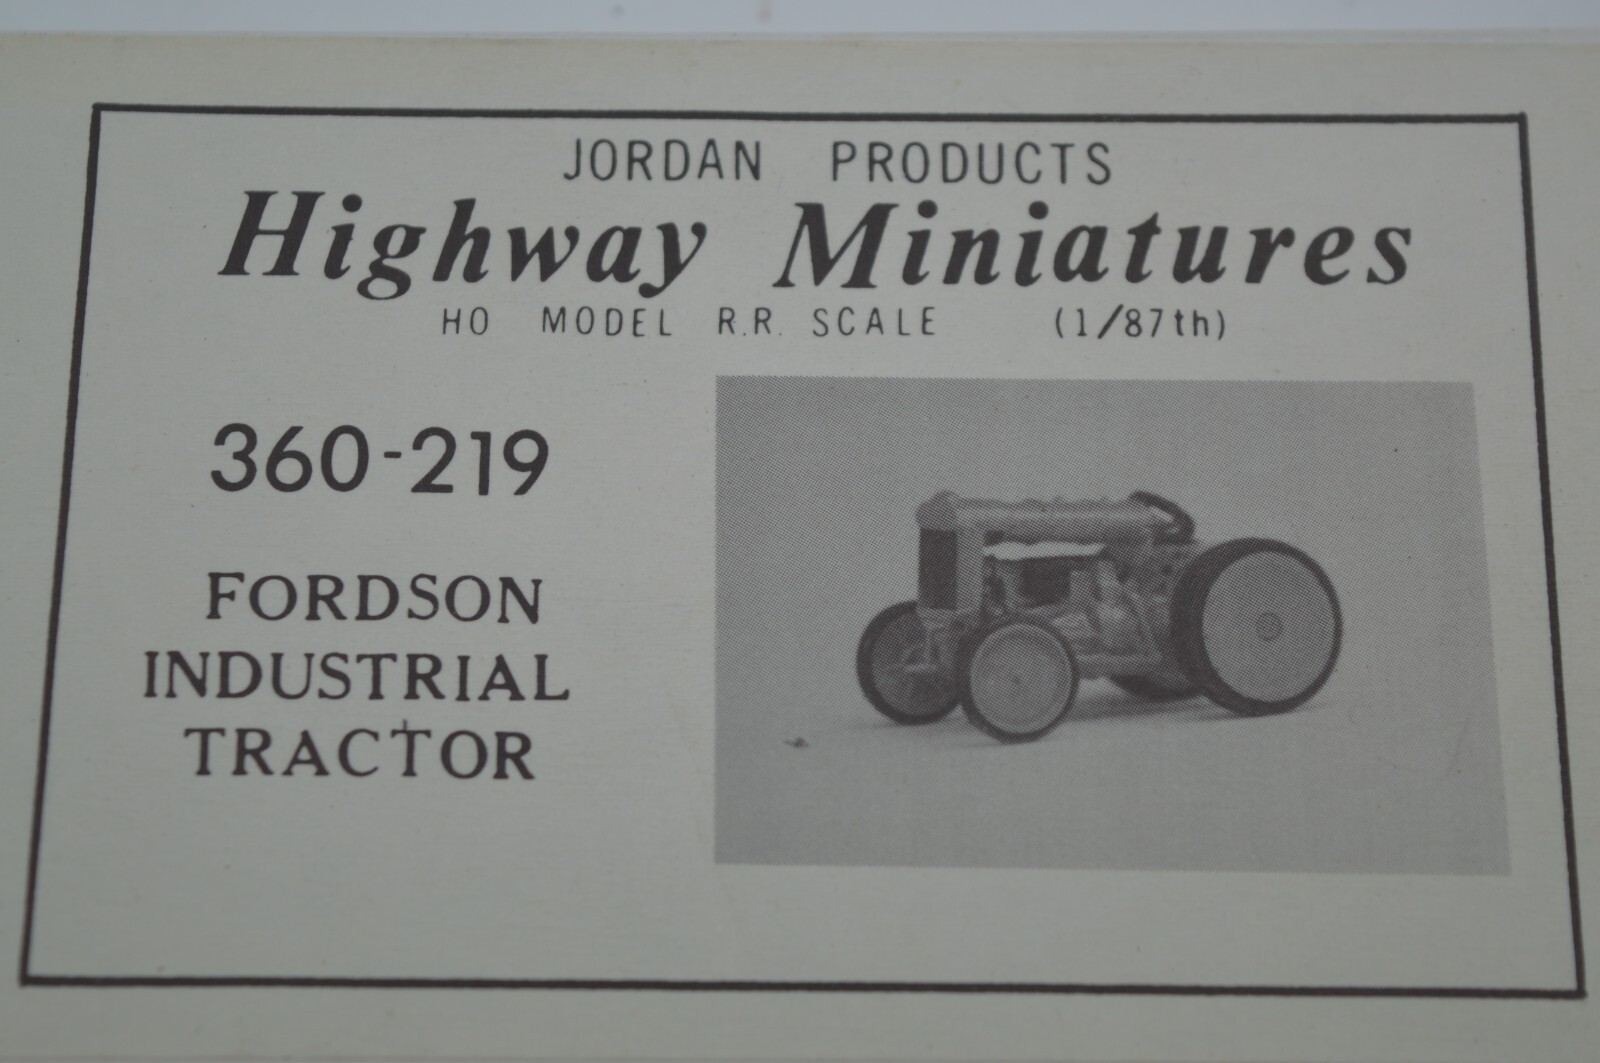 JORDAN PRODUCTS
Highway Miniatures
HO MODEL R.R. SCALE (1/87th)
360-219
FORDSON
INDUSTRIAL
TRACTOR